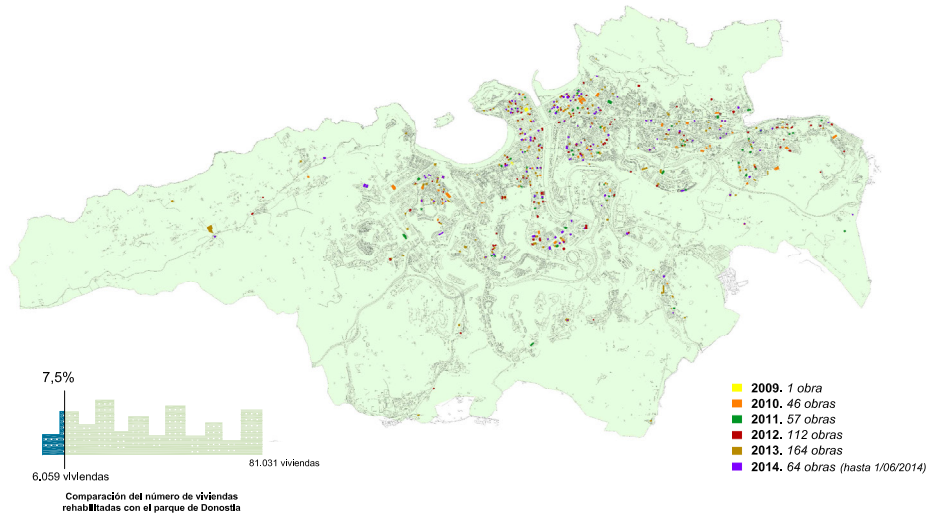 7,5%
6.059 viviendas
81.031 viviendas
Comparación del número de viviendas
rehabilitadas con el parque de Donostia
2009. 1 obra
2010. 46 obras
2011. 57 obras
2012. 112 obras
2013. 164 obras
2014. 64 obras (hasta 1/06/2014)